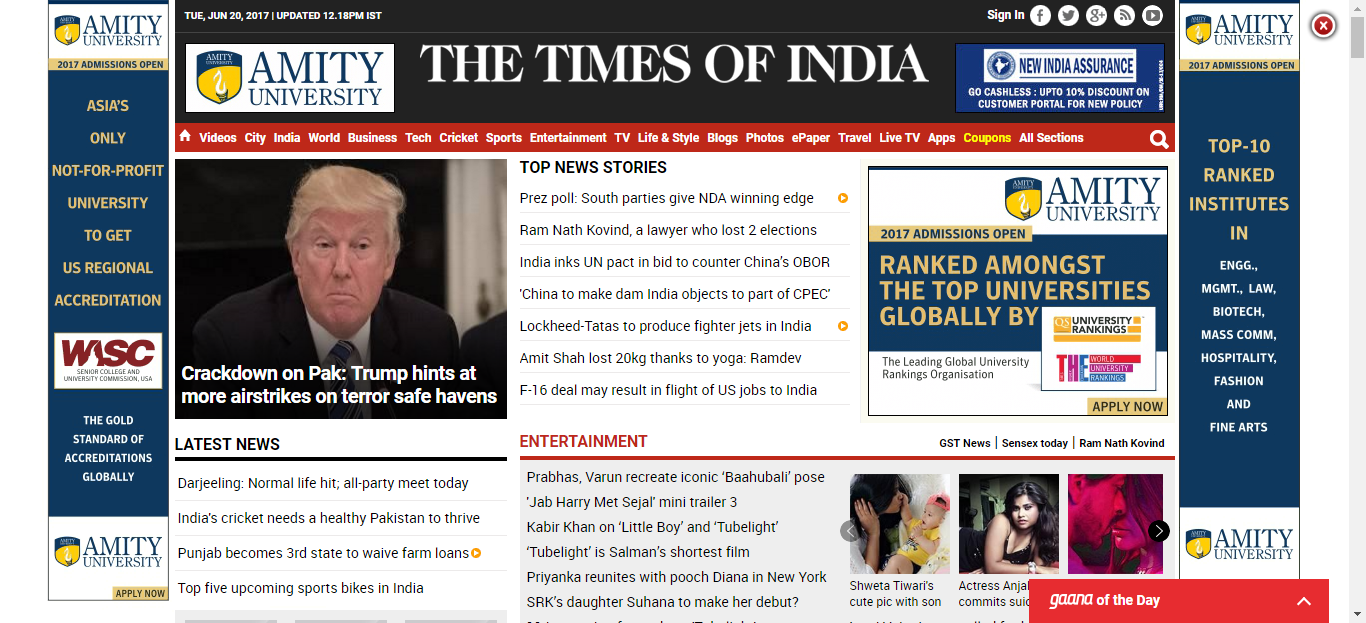 AMITY
UNIVERSITY
2017 ADMISSIONS OPEN
ASIA'S
ONLY
NOT-FOR-PROFIT
UNIVERSITY
TO GET
US REGIONAL
ACCREDITATION
WASC
SENIOR COLLEGE AND
UNIVERSITY COMMISSION, USA
THE GOLD
STANDARD OF
ACCREDITATIONS
GLOBALLY
AMITY
UNIVERSITY
APPLY NOW
TUE, JUN 20, 2017 | UPDATED 12.18PM IST
Sign In
AMITY
UNIVERSITY
THE TIMES OF INDIA
NEW INDIA ASSURANCE
GO CASHLESS : UPTO 10% DISCOUNT ON
CUSTOMER PORTAL FOR NEW POLICY
Videos City India World Business Tech Cricket Sports Entertainment TV Life & Style Blogs Photos ePaper Travel Live TV Apps Coupons All Sections
Crackdown on Pak: Trump hints at
more airstrikes on terror safe havens
TOP NEWS STORIES
Prez poll: South parties give NDA winning edge
Ram Nath Kovind, a lawyer who lost 2 elections
India inks UN pact in bid to counter China's OBOR
'China to make dam India objects to part of CPEC'
Lockheed-Tatas to produce fighter jets in India
Amit Shah lost 20kg thanks to yoga: Ramdev
F-16 deal may result in flight of US jobs to India
AMITY
UNIVERSITY
2017 ADMISSIONS OPEN
RANKED AMONGST
THE TOP UNIVERSITIES
GLOBALLY BY
QS UNIVERSITY
RANKINGS
THE WORLD
UNIVERSITY
RANKINGS
The Leading Global University
Rankings Organisation
APPLY NOW
LATEST NEWS
Darjeeling: Normal life hit; all-party meet today
India's cricket needs a healthy Pakistan to thrive
Punjab becomes 3rd state to waive farm loans
Top five upcoming sports bikes in India
ENTERTAINMENT
GST News | Sensex today | Ram Nath Kovind
Prabhas, Varun recreate iconic ‘Baahubali’ pose
'Jab Harry Met Sejal' mini trailer 3
Kabir Khan on ‘Little Boy’ and ‘Tubelight’
‘Tubelight’ is Salman’s shortest film
Priyanka reunites with pooch Diana in New York
SRK’s daughter Suhana to make her debut?
Shweta Tiwari's
cute pic with son
Actress Anjal
commits suic
gaana of the Day
AMITY
UNIVERSITY
2017 ADMISSIONS OPEN
TOP-10
RANKED
INSTITUTES
IN
ENGG.,
MGMT., LAW,
BIOTECH,
MASS COMM,
HOSPITALITY,
FASHION
AND
FINE ARTS
AMITY
UNIVERSITY